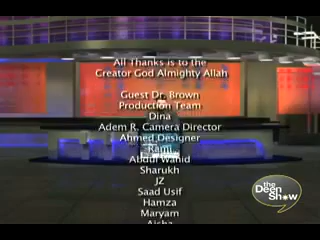 All Thanks is to the
Creator God Almighty Allah
Guest Dr. Brown
Production Team
Dina
Adem R. Camera Director
Ahmed Designer
Rami
Abdul Wahid
Sharukh
JZ
Saad Usif
Hamza
Maryam
Aisha
the
Deen
Show